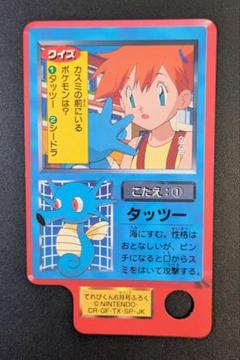 クイズ
カスミの前にいる
ポケモンは？
①タッツー ②シードラ
こたえ：①
タッツー
海にすむ。性格は
おとなしいが、ピン
チになると口からス
ミをはいて攻撃する。
てれびくん6月号ふろく
©NINTENDO・
CR・GF・TX・SP・JK